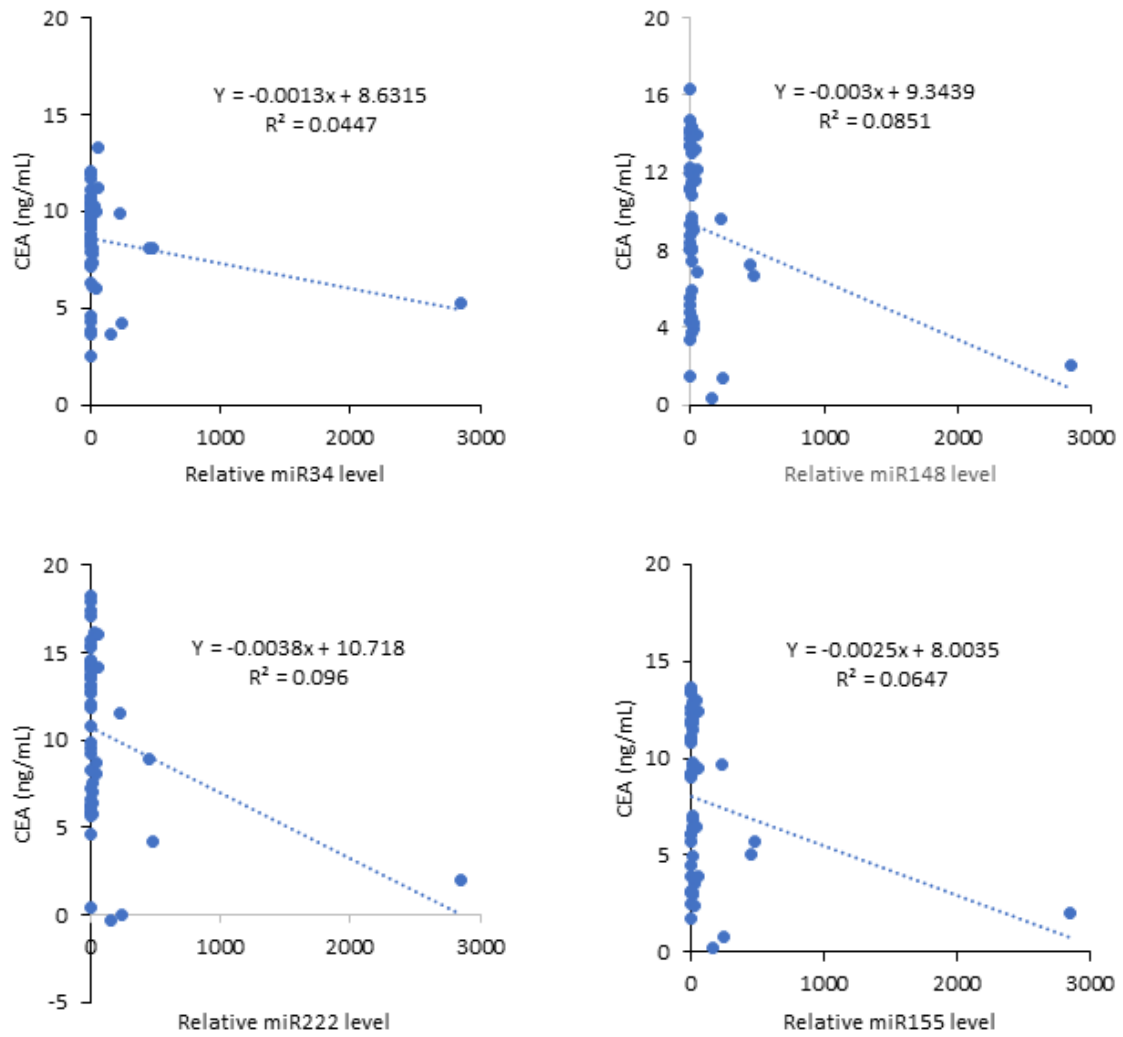 20
15
10
5
0
CEA (ng/mL)
Y = -0.0013x + 8.6315
R² = 0.0447
0 1000 2000 3000
Relative miR34 level
20
16
12
8
4
0
CEA (ng/mL)
Y = -0.003x + 9.3439
R² = 0.0851
0 1000 2000 3000
Relative miR148 level
20
15
10
5
0
-5
CEA (ng/mL)
Y = -0.0038x + 10.718
R² = 0.096
0 1000 2000 3000
Relative miR222 level
20
15
10
5
0
CEA (ng/mL)
Y = -0.0025x + 8.0035
R² = 0.0647
0 1000 2000 3000
Relative miR155 level